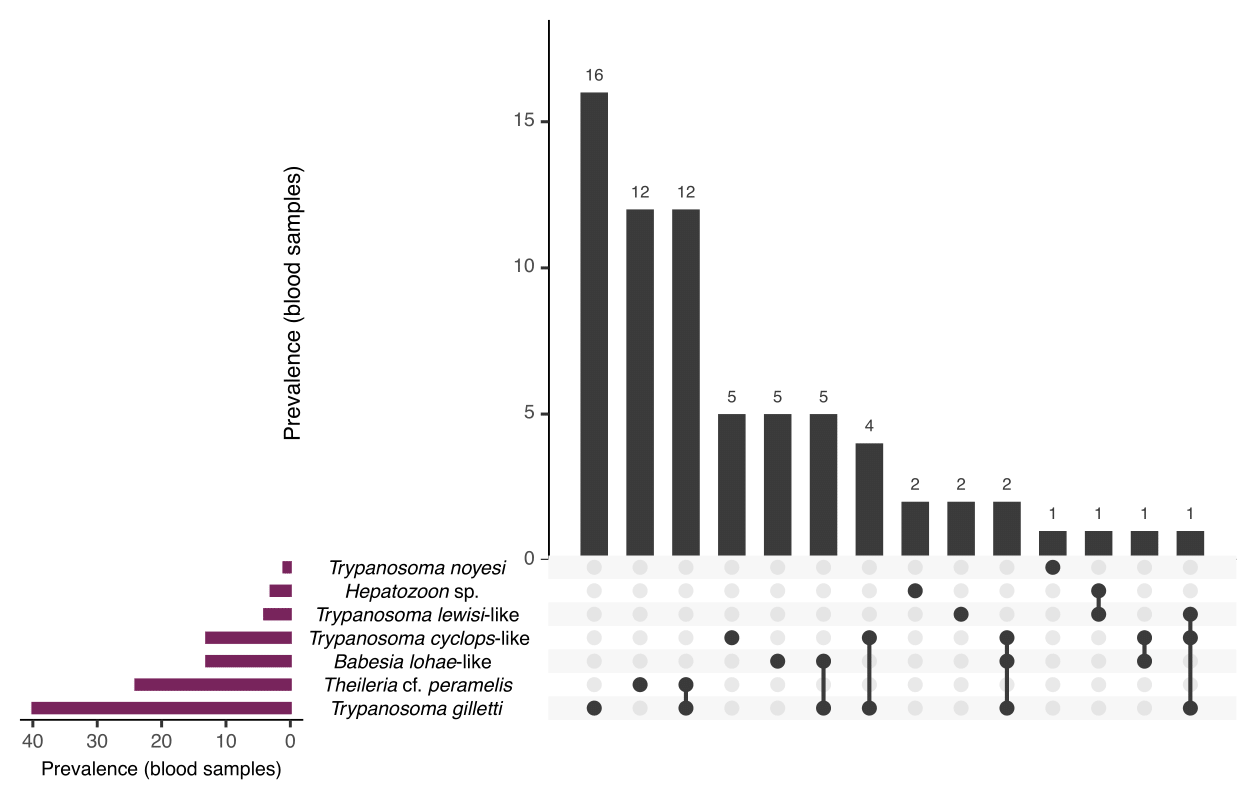 16
12 12
5 5 5
4
2 2 2
1 1 1 1
15
10
5
0
Prevalence (blood samples)
Trypanosoma noyesi
Hepatozoon sp.
Trypanosoma lewisi-like
Trypanosoma cyclops-like
Babesia lohae-like
Theileria cf. peramelis
Trypanosoma gilletti
40 30 20 10 0
Prevalence (blood samples)